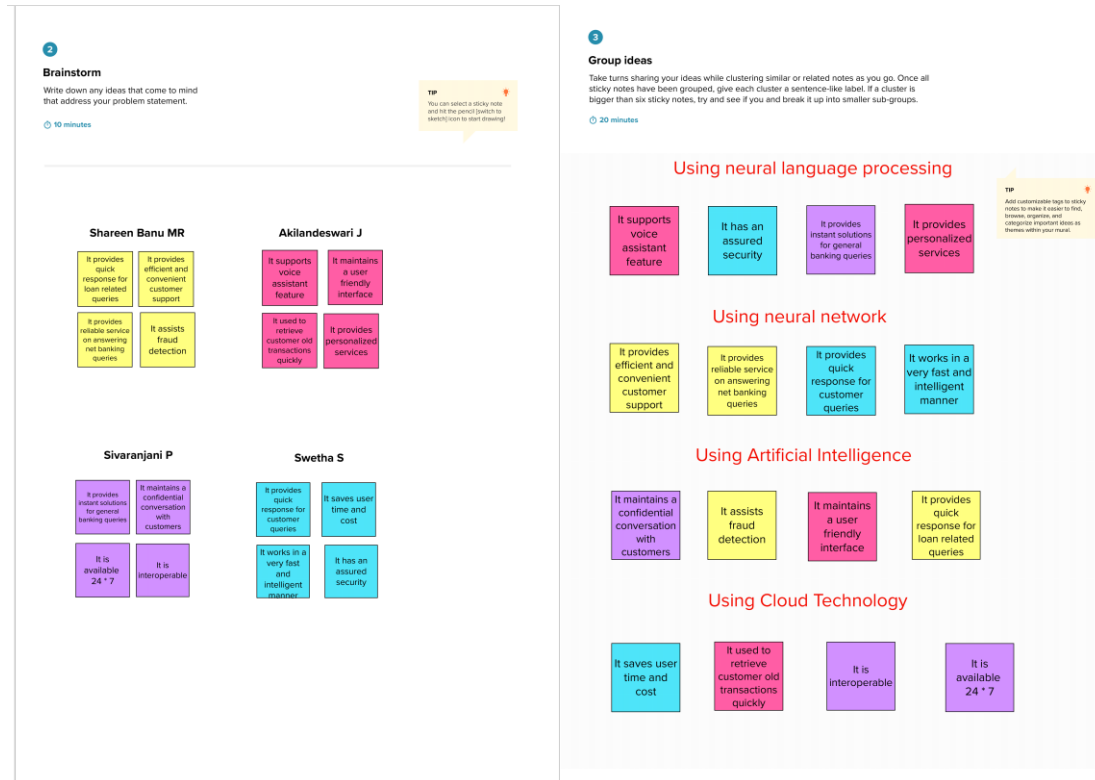 2
Brainstorm
Write down any ideas that come to mind
that address your problem statement.
10 minutes
TIP
You can select a sticky note
and hit the pencil [switch to
sketch] icon to start drawing!
Shareen Banu MR
It provides
quick
response for
loan related
queries
It provides
efficient and
convenient
customer
support
It provides
reliable service
on answering
net banking
queries
It assists
fraud
detection
Akilandeswari J
It supports
voice
assistant
feature
It maintains
a user
friendly
interface
It used to
retrieve
customer old
transactions
quickly
It provides
personalized
services
Sivaranjani P
It provides
instant solutions
for general
banking queries
It maintains a
confidential
conversation
with
customers
It is
available
24 * 7
It is
interoperable
Swetha S
It provides
quick
response for
customer
queries
It saves user
time and
cost
It works in a
very fast
and
intelligent
manner
It has an
assured
security
3
Group ideas
Take turns sharing your ideas while clustering similar or related notes as you go. Once all
sticky notes have been grouped, give each cluster a sentence-like label. If a cluster is
bigger than six sticky notes, try and see if you and break it up into smaller sub-groups.
20 minutes
TIP
Add customizable tags to sticky
notes to make it easier to find,
browse, organize, and
categorize important ideas as
themes within your mural.
Using neural language processing
It supports
voice
assistant
feature
It has an
assured
security
It provides
instant solutions
for general
banking queries
It provides
personalized
services
Using neural network
It provides
efficient and
convenient
customer
support
It provides
reliable service
on answering
net banking
queries
It provides
quick
response for
customer
queries
It works in a
very fast and
intelligent
manner
Using Artificial Intelligence
It maintains a
confidential
conversation
with
customers
It assists
fraud
detection
It maintains
a user
friendly
interface
It provides
quick
response for
loan related
queries
Using Cloud Technology
It saves user
time and
cost
It used to
retrieve
customer old
transactions
quickly
It is
interoperable
It is
available
24 * 7